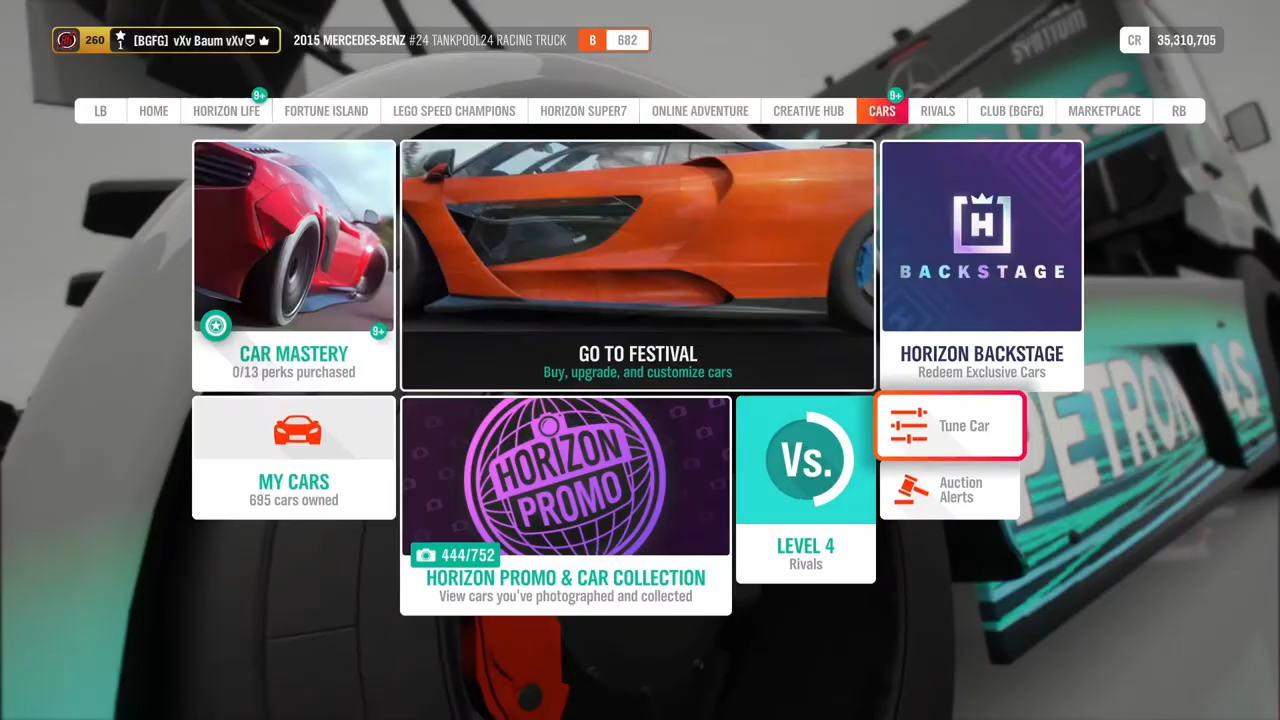 260 1 [BGFG] vXv Baum vXv 2015 MERCEDES-BENZ #24 TANKPOOL24 RACING TRUCK B 682 CR 35,310,705
9+ 9+
LB HOME HORIZON LIFE FORTUNE ISLAND LEGO SPEED CHAMPIONS HORIZON SUPER7 ONLINE ADVENTURE CREATIVE HUB CARS RIVALS CLUB [BGFG] MARKETPLACE RB
9+
CAR MASTERY
0/13 perks purchased
GO TO FESTIVAL
Buy, upgrade, and customize cars
H
BACKSTAGE
HORIZON BACKSTAGE
Redeem Exclusive Cars
MY CARS
695 cars owned
HORIZON
PROMO
444/752
HORIZON PROMO & CAR COLLECTION
View cars you've photographed and collected
Vs.
LEVEL 4
Rivals
Tune Car
Auction
Alerts
PETRONAS